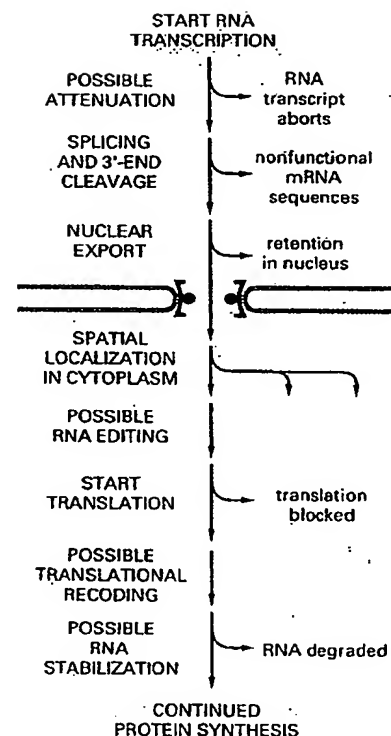 START RNA
TRANSCRIPTION
POSSIBLE
ATTENUATION
RNA
transcript
aborts
SPLICING
AND 3'-END
CLEAVAGE
nonfunctional
mRNA
sequences
NUCLEAR
EXPORT
retention
in nucleus
SPATIAL
LOCALIZATION
IN CYTOPLASM
POSSIBLE
RNA EDITING
START
TRANSLATION
translation
blocked
POSSIBLE
TRANSLATIONAL
RECODING
POSSIBLE
RNA
STABILIZATION
RNA degraded
CONTINUED
PROTEIN SYNTHESIS